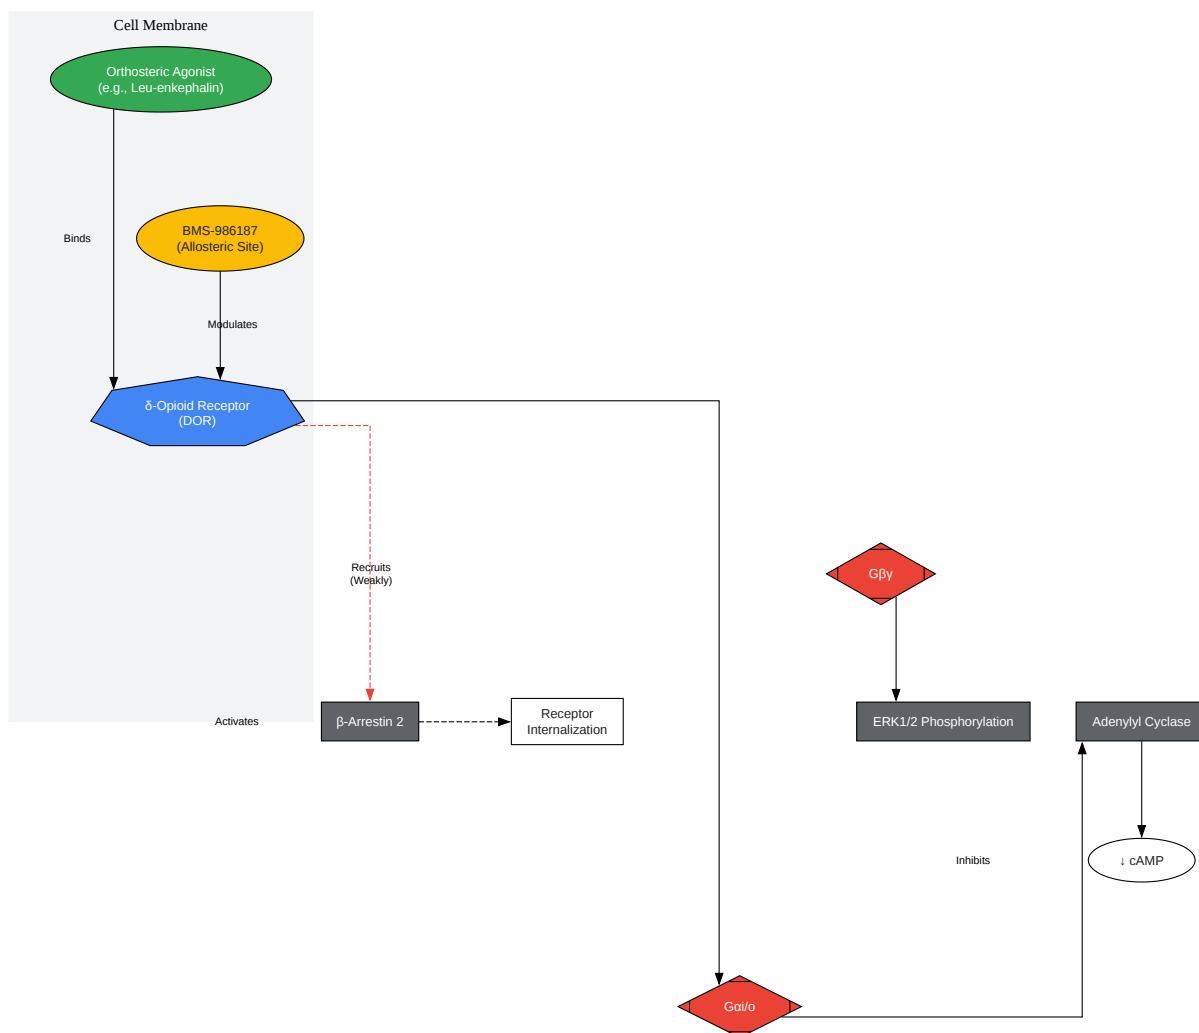 Cell Membrane
Orthosteric Agonist
(e.g., Leu-enkephalin)
Binds
BMS-986187
(Allosteric Site)
Modulates
δ-Opioid Receptor
(DOR)
Recruits
(Weakly)
Gβγ
Activates
β-Arrestin 2
Receptor
Internalization
ERK1/2 Phosphorylation
Adenylyl Cyclase
Inhibits
↓ cAMP
Gαi/o